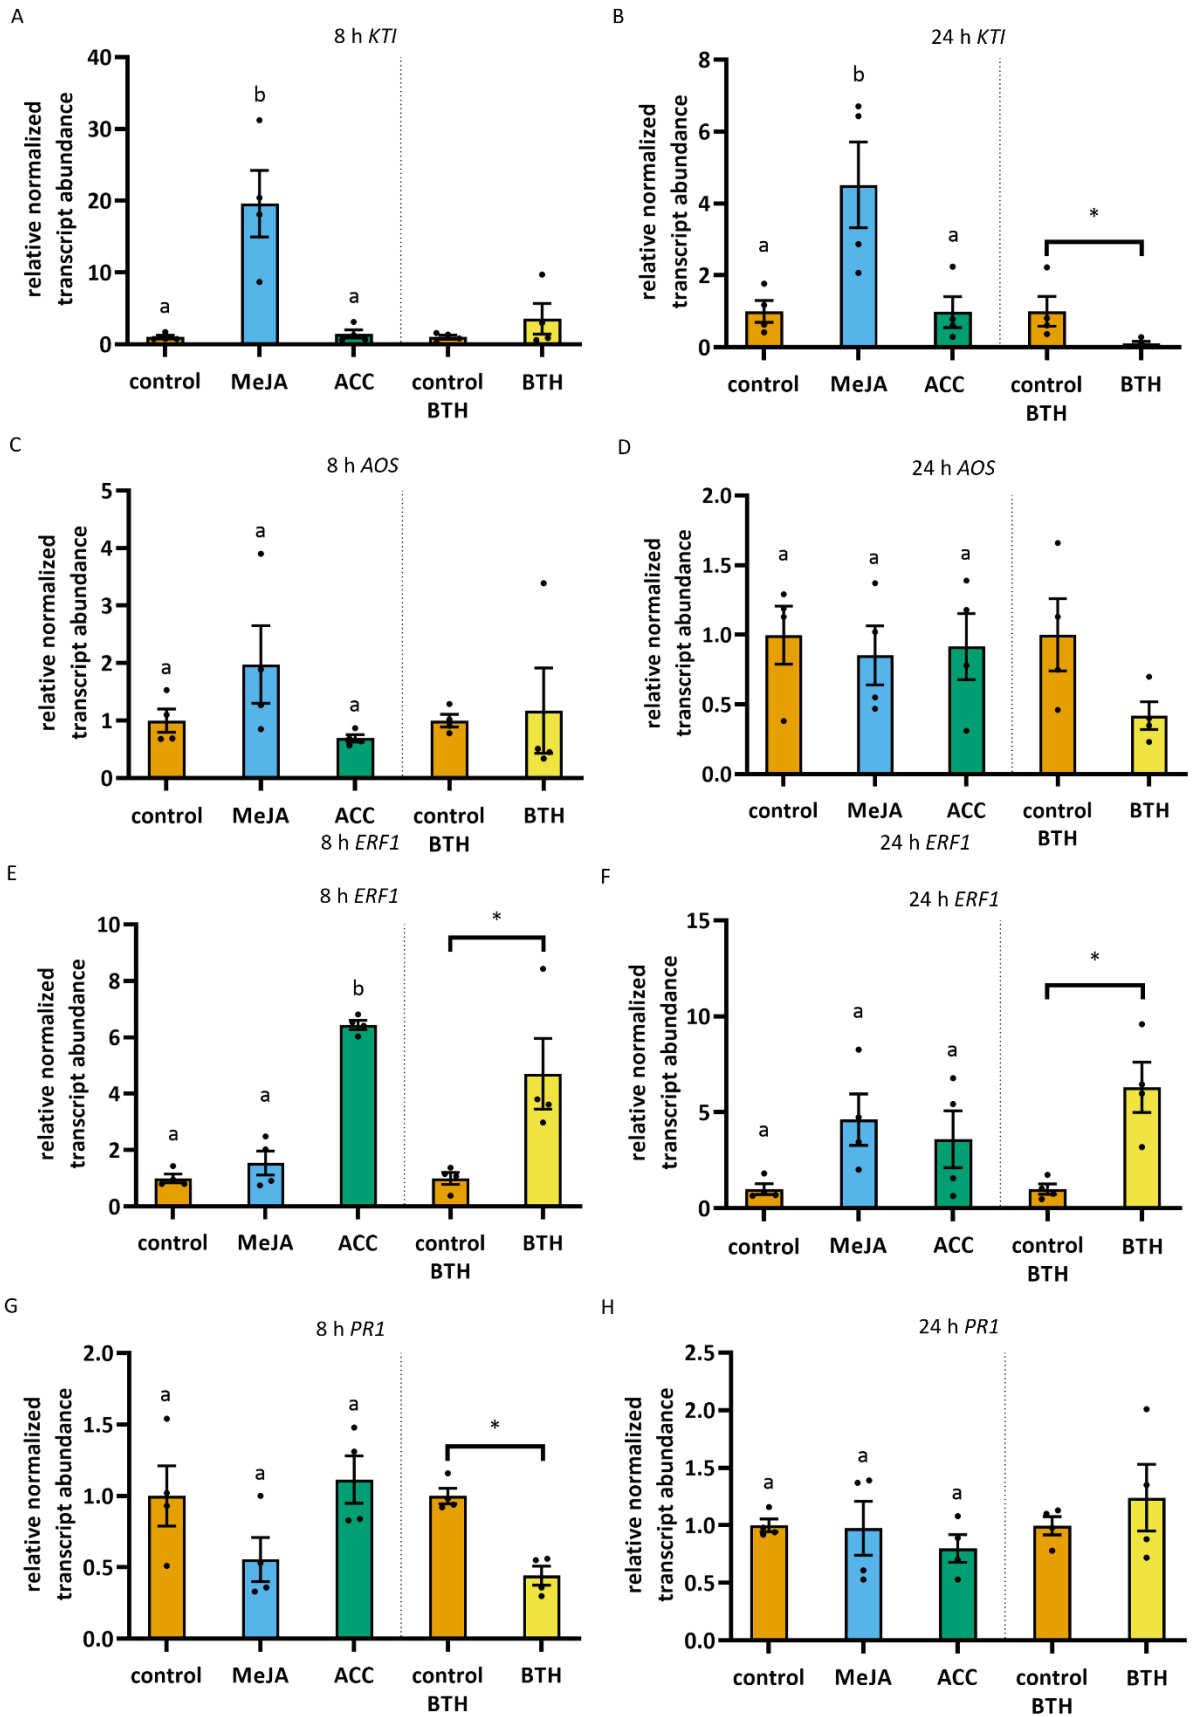 A
8 h KTI
relative normalized
transcript abundance
40
30
20
10
0
a
b
a
control
MeJA
ACC
control
BTH
BTH
B
24 h KTI
relative normalized
transcript abundance
8
6
4
2
0
a
b
a
*
control
MeJA
ACC
control
BTH
BTH
C
8 h AOS
relative normalized
transcript abundance
5
4
3
2
1
0
a
a
a
control
MeJA
ACC
control
BTH
BTH
8 h ERF1
D
24 h AOS
relative normalized
transcript abundance
2.0
1.5
1.0
0.5
0.0
a
a
a
control
MeJA
ACC
control
BTH
BTH
24 h ERF1
E
8 h ERF1
relative normalized
transcript abundance
10
8
6
4
2
0
a
a
b
*
control
MeJA
ACC
control
BTH
BTH
F
24 h ERF1
relative normalized
transcript abundance
15
10
5
0
a
a
a
*
control
MeJA
ACC
control
BTH
BTH
G
8 h PR1
relative normalized
transcript abundance
2.0
1.5
1.0
0.5
0.0
a
a
a
*
control
MeJA
ACC
control
BTH
BTH
H
24 h PR1
relative normalized
transcript abundance
2.5
2.0
1.5
1.0
0.5
0.0
a
a
a
control
MeJA
ACC
control
BTH
BTH